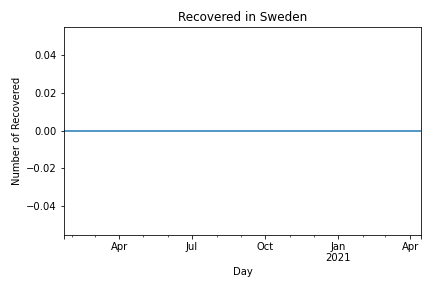 Recovered in Sweden
0.04
0.02
0.00
−0.02
−0.04
Number of Recovered
Apr
Jul
Oct
Jan
2021
Apr
Day